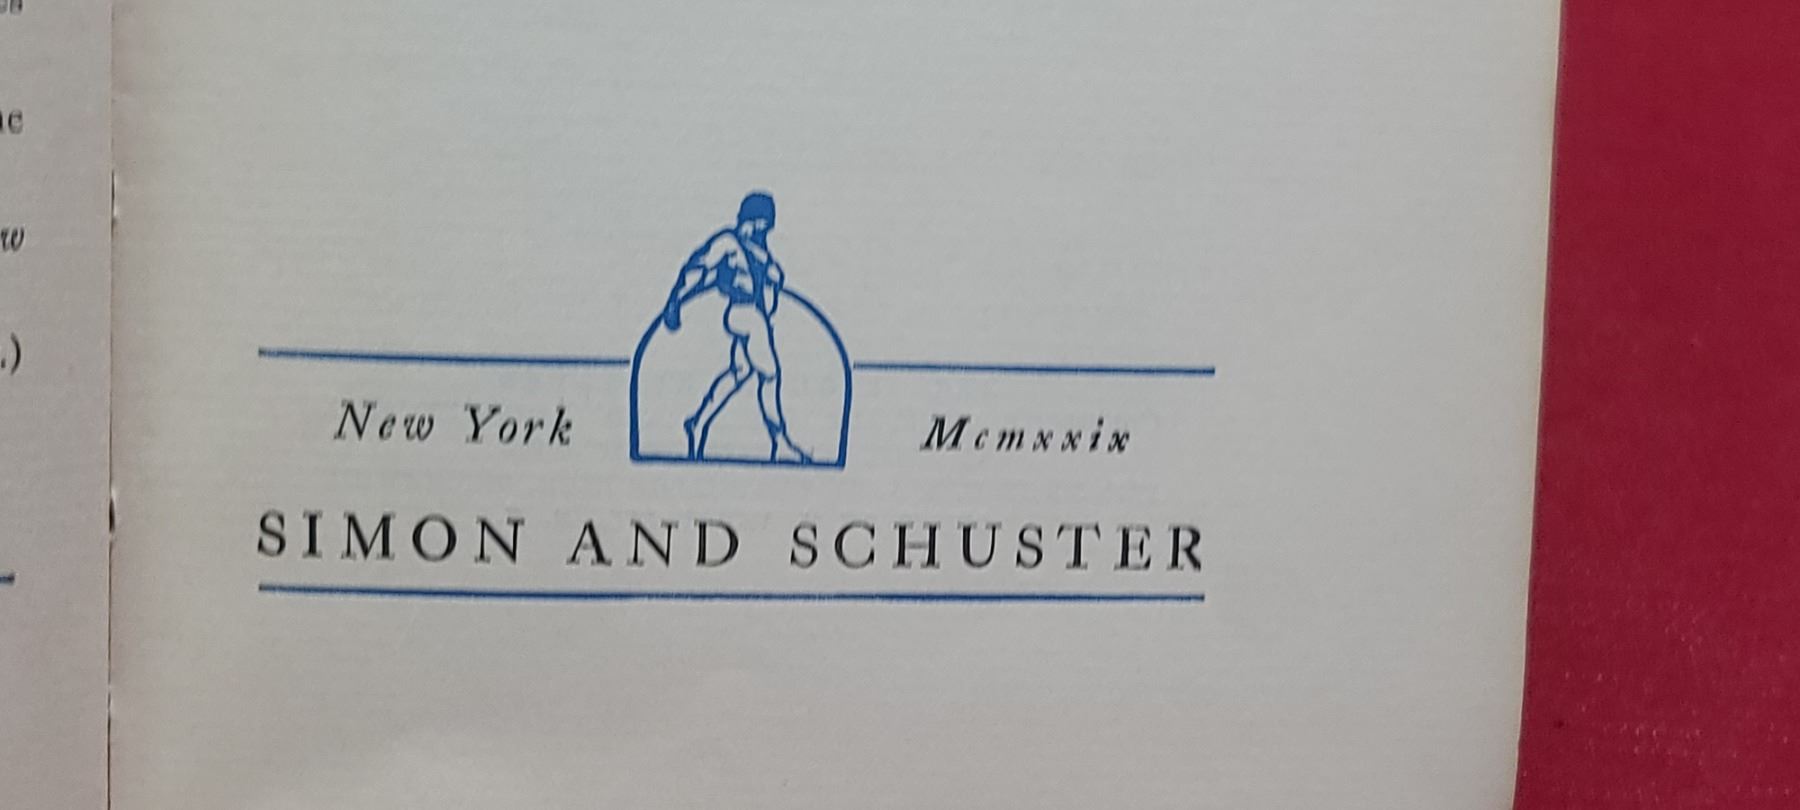 w
.)
New York Mcmxxix
SIMON AND SCHUSTER